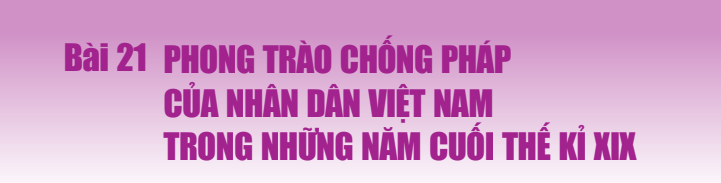 Bài 21 PHONG TRÀO CHỐNG PHÁP
CỦA NHÂN DÂN VIỆT NAM
TRONG NHỮNG NĂM CUỐI THẾ KỈ XIX